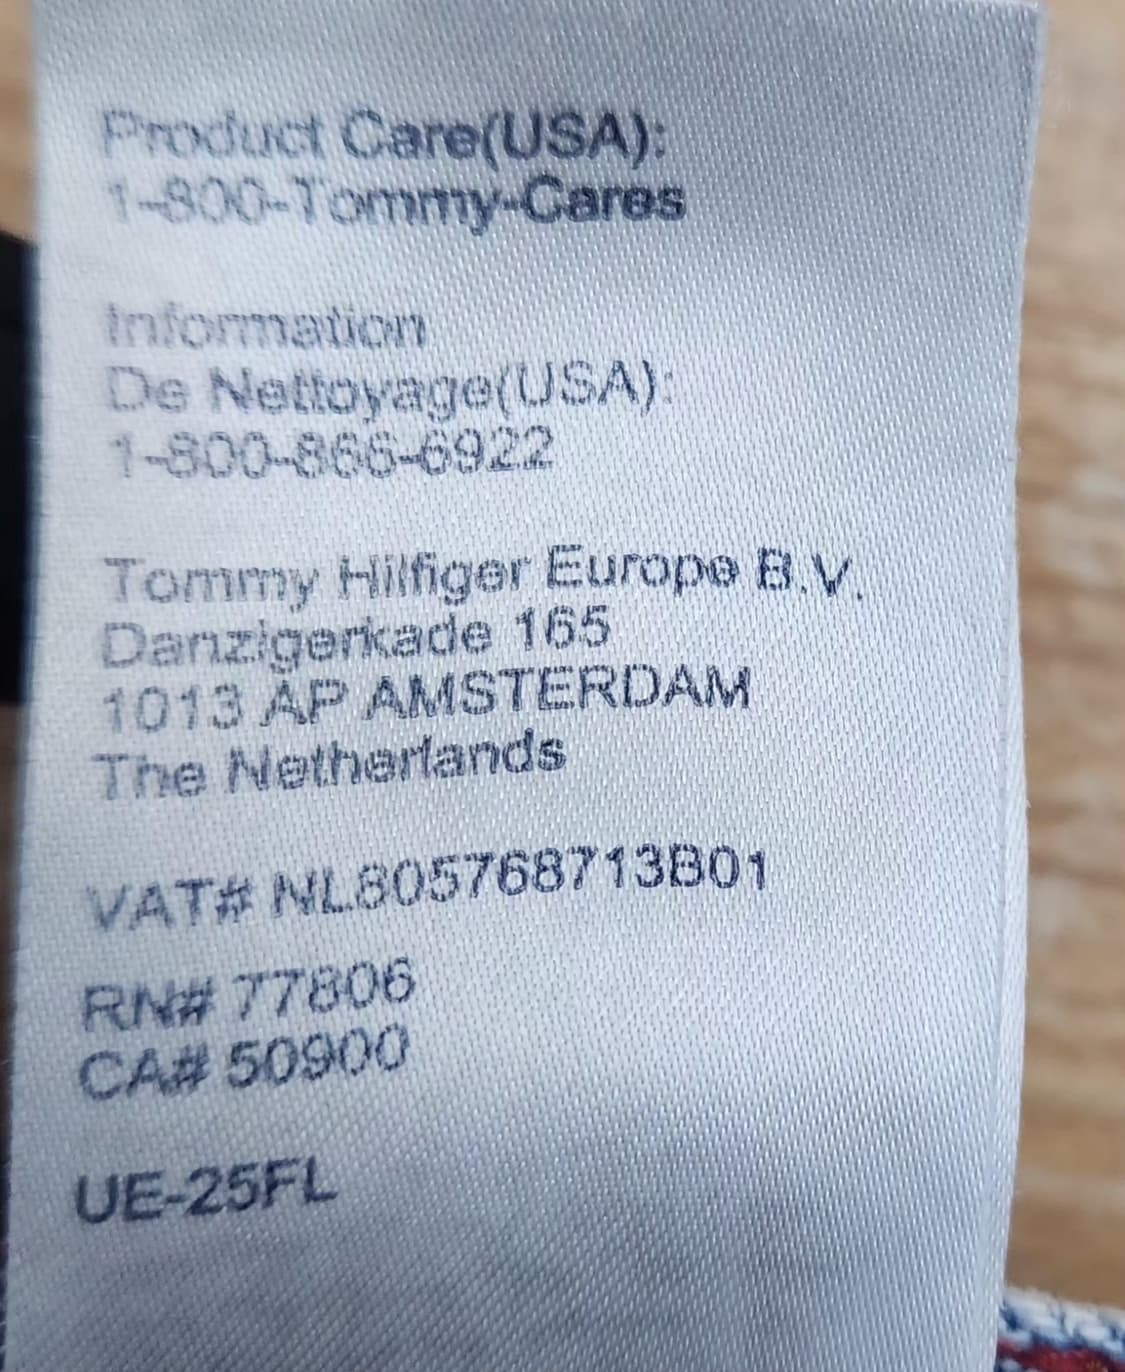 Product Care(USA):
1-800-Tommy-Cares
Information
De Nettoyage(USA):
1-800-866-6922
Tommy Hilfiger Europe B.V.
Danzigerkade 165
1013 AP AMSTERDAM
The Netherlands
VAT# NL805768713B01
RN# 77806
CA# 50900
UE-25FL